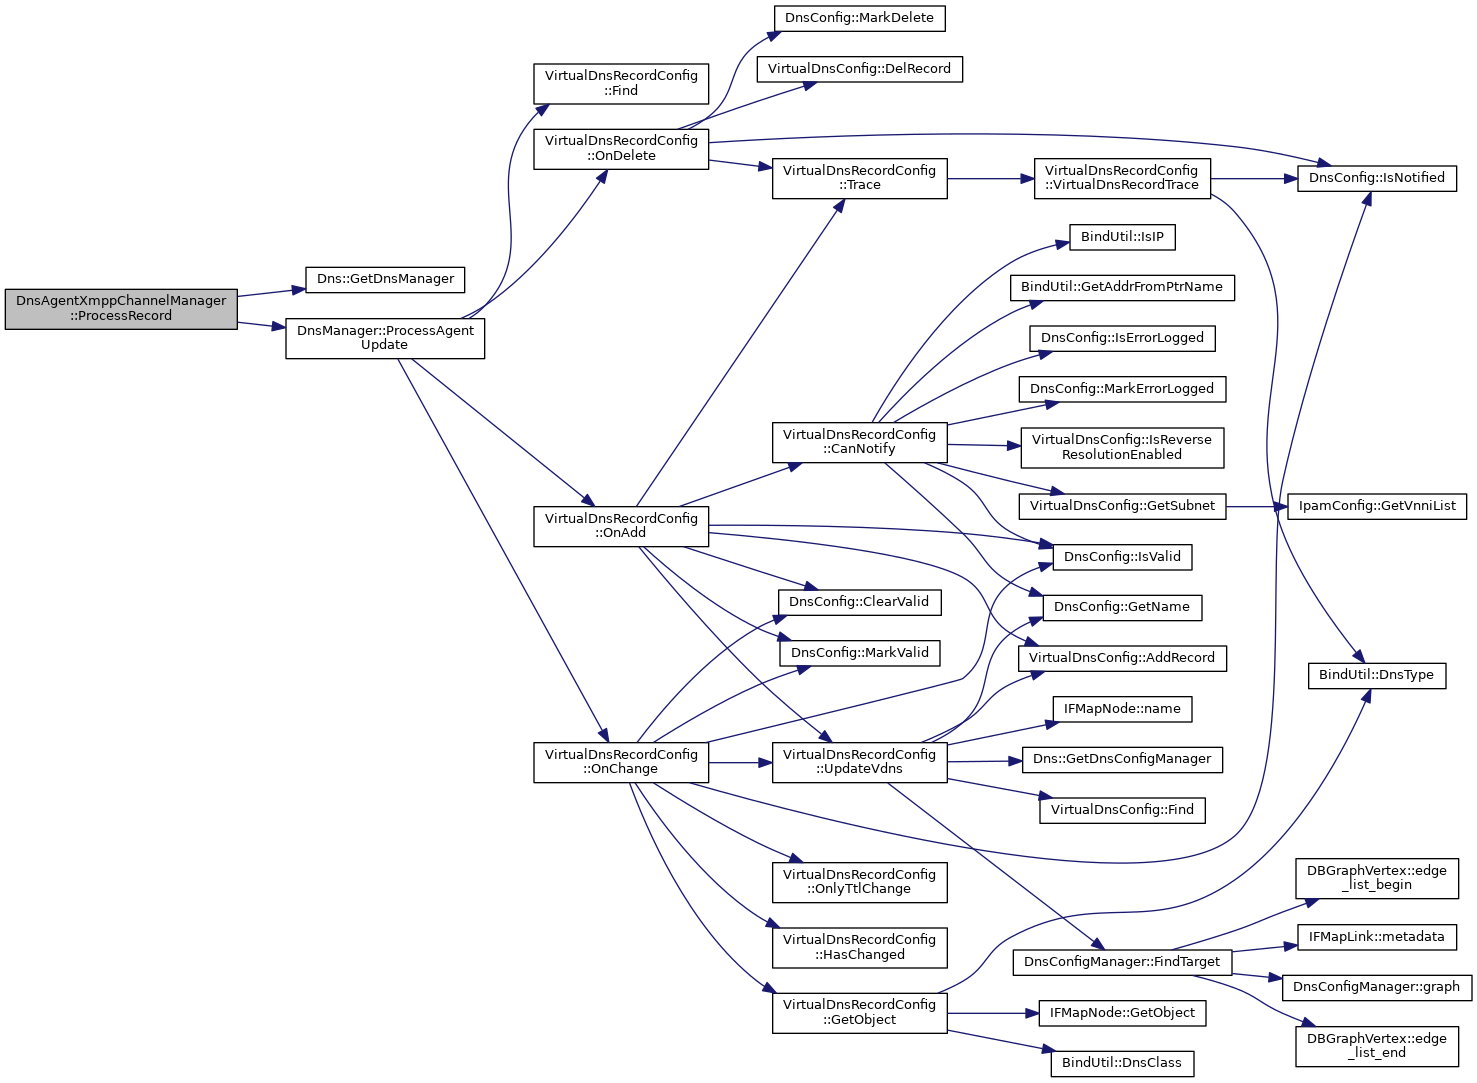 DnsConfig::MarkDelete
VirtualDnsConfig::DelRecord
VirtualDnsRecordConfig
::Find
VirtualDnsRecordConfig
::OnDelete
VirtualDnsRecordConfig
::Trace
VirtualDnsRecordConfig
::VirtualDnsRecordTrace
DnsConfig::IsNotified
BindUtil::IsIP
Dns::GetDnsManager
BindUtil::GetAddrFromPtrName
DnsAgentXmppChannelManager
::ProcessRecord
DnsManager::ProcessAgent
Update
DnsConfig::IsErrorLogged
DnsConfig::MarkErrorLogged
VirtualDnsRecordConfig
::CanNotify
VirtualDnsConfig::IsReverse
ResolutionEnabled
VirtualDnsConfig::GetSubnet
IpamConfig::GetVnniList
VirtualDnsRecordConfig
::OnAdd
DnsConfig::IsValid
DnsConfig::ClearValid
DnsConfig::GetName
DnsConfig::MarkValid
VirtualDnsConfig::AddRecord
BindUtil::DnsType
IFMapNode::name
VirtualDnsRecordConfig
::OnChange
VirtualDnsRecordConfig
::UpdateVdns
Dns::GetDnsConfigManager
VirtualDnsConfig::Find
VirtualDnsRecordConfig
::OnlyTtlChange
DBGraphVertex::edge
_list_begin
VirtualDnsRecordConfig
::HasChanged
IFMapLink::metadata
DnsConfigManager::FindTarget
DnsConfigManager::graph
VirtualDnsRecordConfig
::GetObject
IFMapNode::GetObject
DBGraphVertex::edge
_list_end
BindUtil::DnsClass